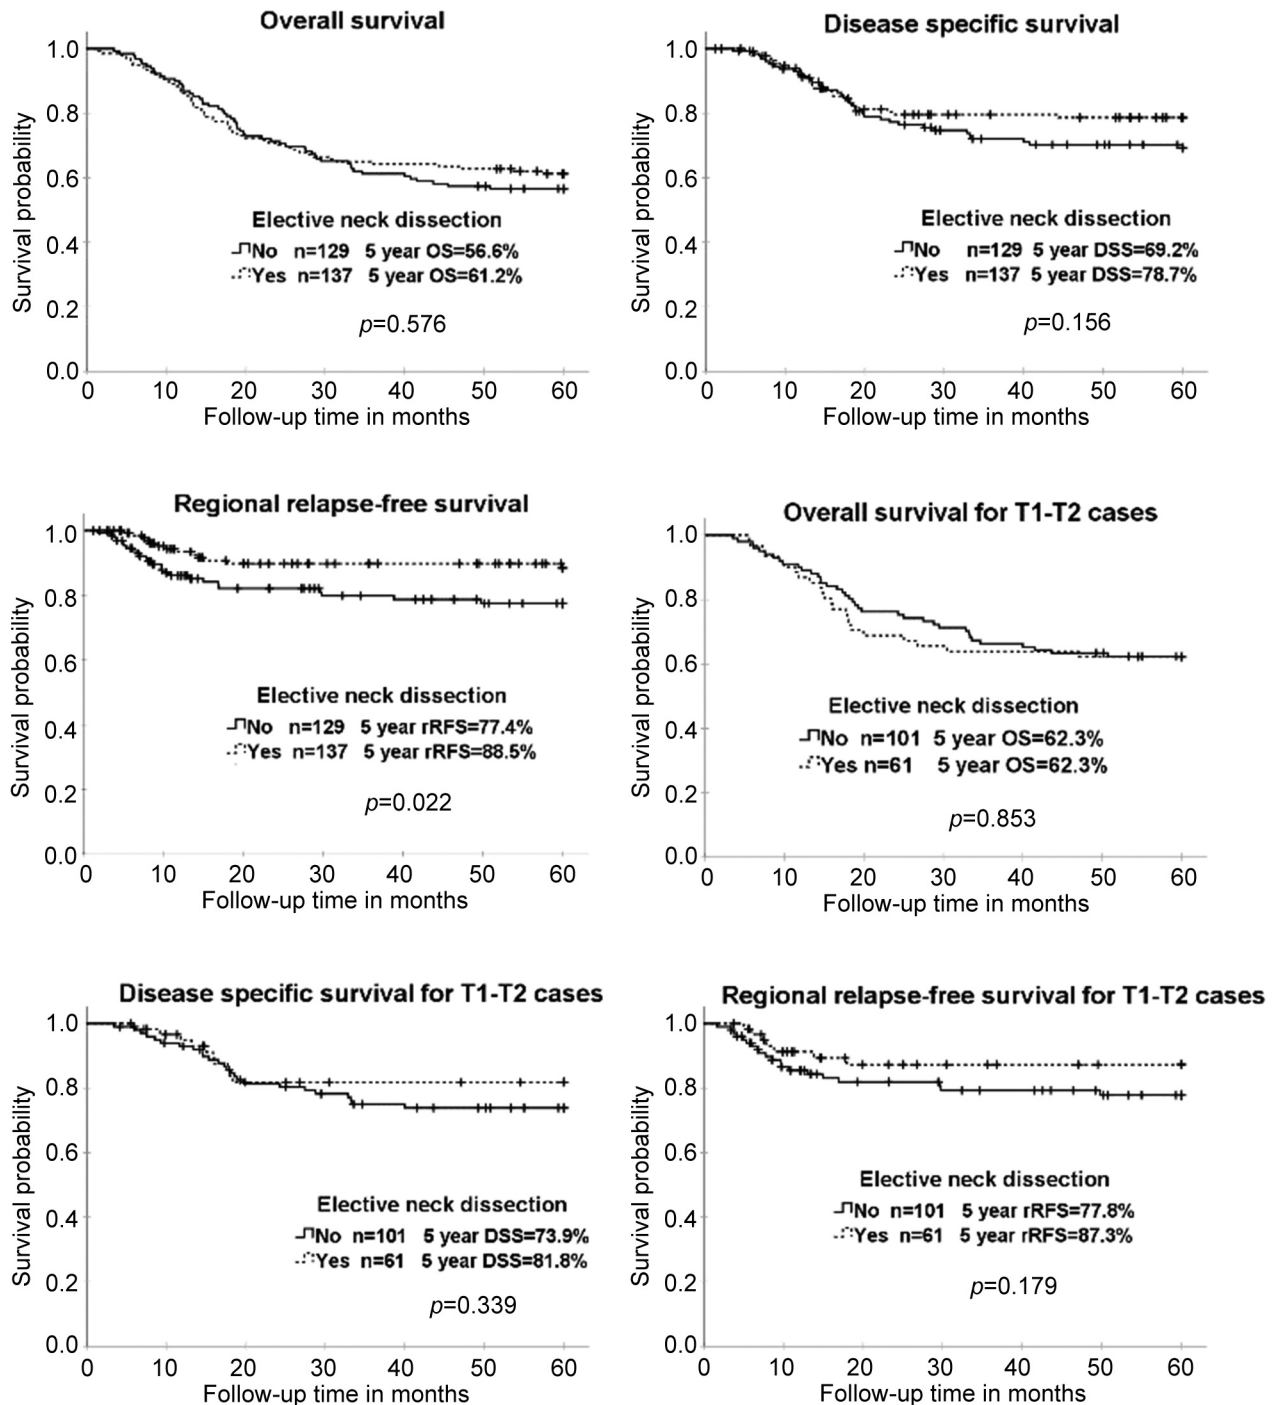 Overall survival
Survival probability
1.0
0.8
0.6
0.4
0.2
0.0
Elective neck dissection
No n=129 5 year OS=56.6%
Yes n=137 5 year OS=61.2%
p=0.576
0 10 20 30 40 50 60
Follow-up time in months
Disease specific survival
Survival probability
1.0
0.8
0.6
0.4
0.2
0.0
Elective neck dissection
No n=129 5 year DSS=69.2%
Yes n=137 5 year DSS=78.7%
p=0.156
0 10 20 30 40 50 60
Follow-up time in months
Regional relapse-free survival
Survival probability
1.0
0.8
0.6
0.4
0.2
0.0
Elective neck dissection
No n=129 5 year rRFS=77.4%
Yes n=137 5 year rRFS=88.5%
p=0.022
0 10 20 30 40 50 60
Follow-up time in months
Overall survival for T1-T2 cases
Survival probability
1.0
0.8
0.6
0.4
0.2
0.0
Elective neck dissection
No n=101 5 year OS=62.3%
Yes n=61 5 year OS=62.3%
p=0.853
0 10 20 30 40 50 60
Follow-up time in months
Disease specific survival for T1-T2 cases
Survival probability
1.0
0.8
0.6
0.4
0.2
0.0
Elective neck dissection
No n=101 5 year DSS=73.9%
Yes n=61 5 year DSS=81.8%
p=0.339
0 10 20 30 40 50 60
Follow-up time in months
Regional relapse-free survival for T1-T2 cases
Survival probability
1.0
0.8
0.6
0.4
0.2
0.0
Elective neck dissection
No n=101 5 year rRFS=77.8%
Yes n=61 5 year rRFS=87.3%
p=0.179
0 10 20 30 40 50 60
Follow-up time in months